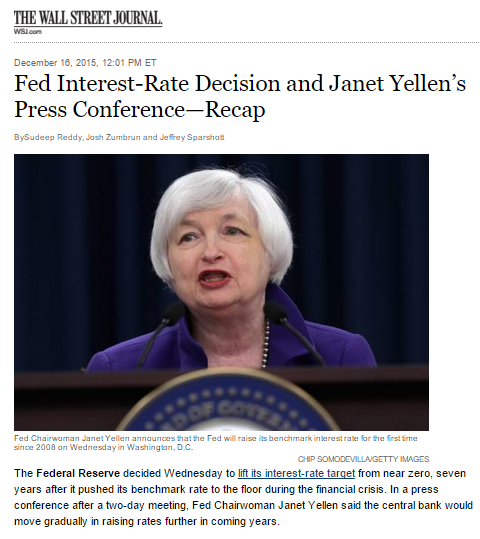 THE WALL STREET JOURNAL.
WSJ.com
December 16, 2015, 12:01 PM ET
Fed Interest-Rate Decision and Janet Yellen’s
Press Conference—Recap
BySudeep Reddy, Josh Zumbrun and Jeffrey Sparshott
Fed Chairwoman Janet Yellen announces that the Fed will raise its benchmark interest rate for the first time
since 2008 on Wednesday in Washington, D.C.
CHIP SOMODEVILLA/GETTY IMAGES
The Federal Reserve decided Wednesday to lift its interest-rate target from near zero, seven
years after it pushed its benchmark rate to the floor during the financial crisis. In a press
conference after a two-day meeting, Fed Chairwoman Janet Yellen said the central bank would
move gradually in raising rates further in coming years.